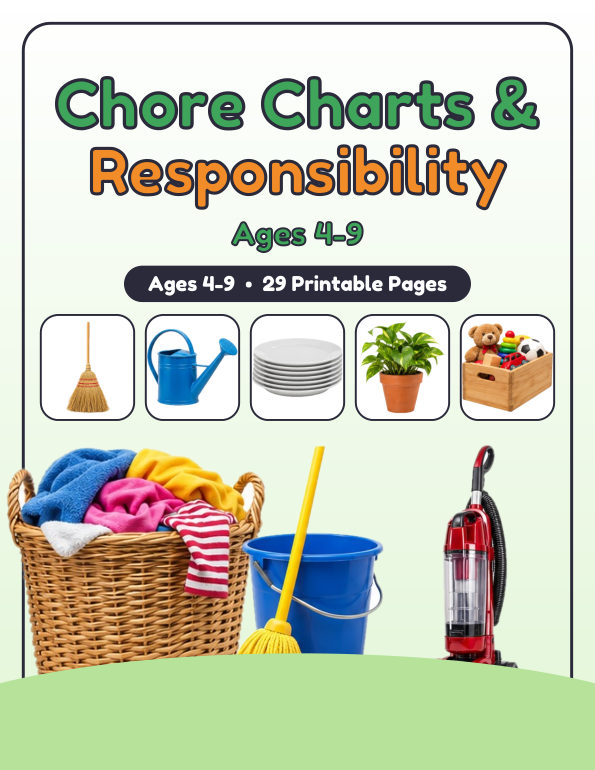 Chore Charts &
Responsibility
Ages 4-9
Ages 4-9 • 29 Printable Pages